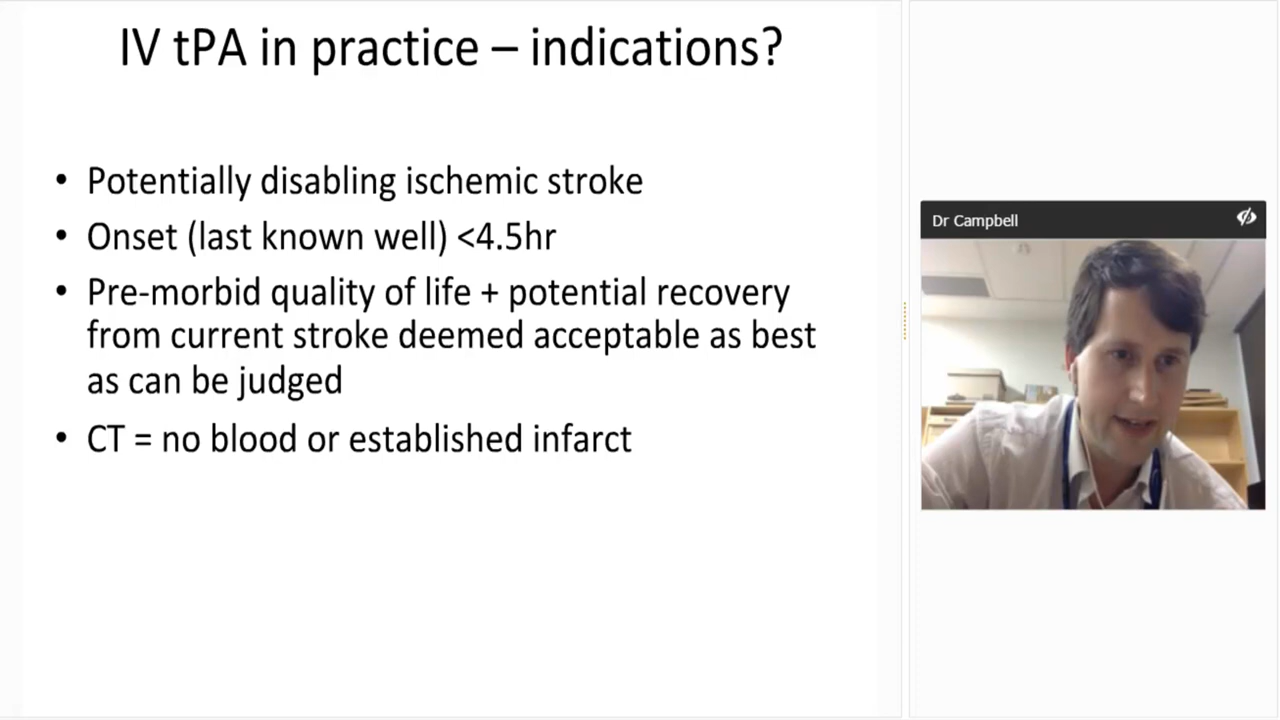 IV tPA in practice – indications?
• Potentially disabling ischemic stroke
• Onset (last known well) <4.5hr
• Pre-morbid quality of life + potential recovery
from current stroke deemed acceptable as best
as can be judged
• CT = no blood or established infarct
Dr Campbell